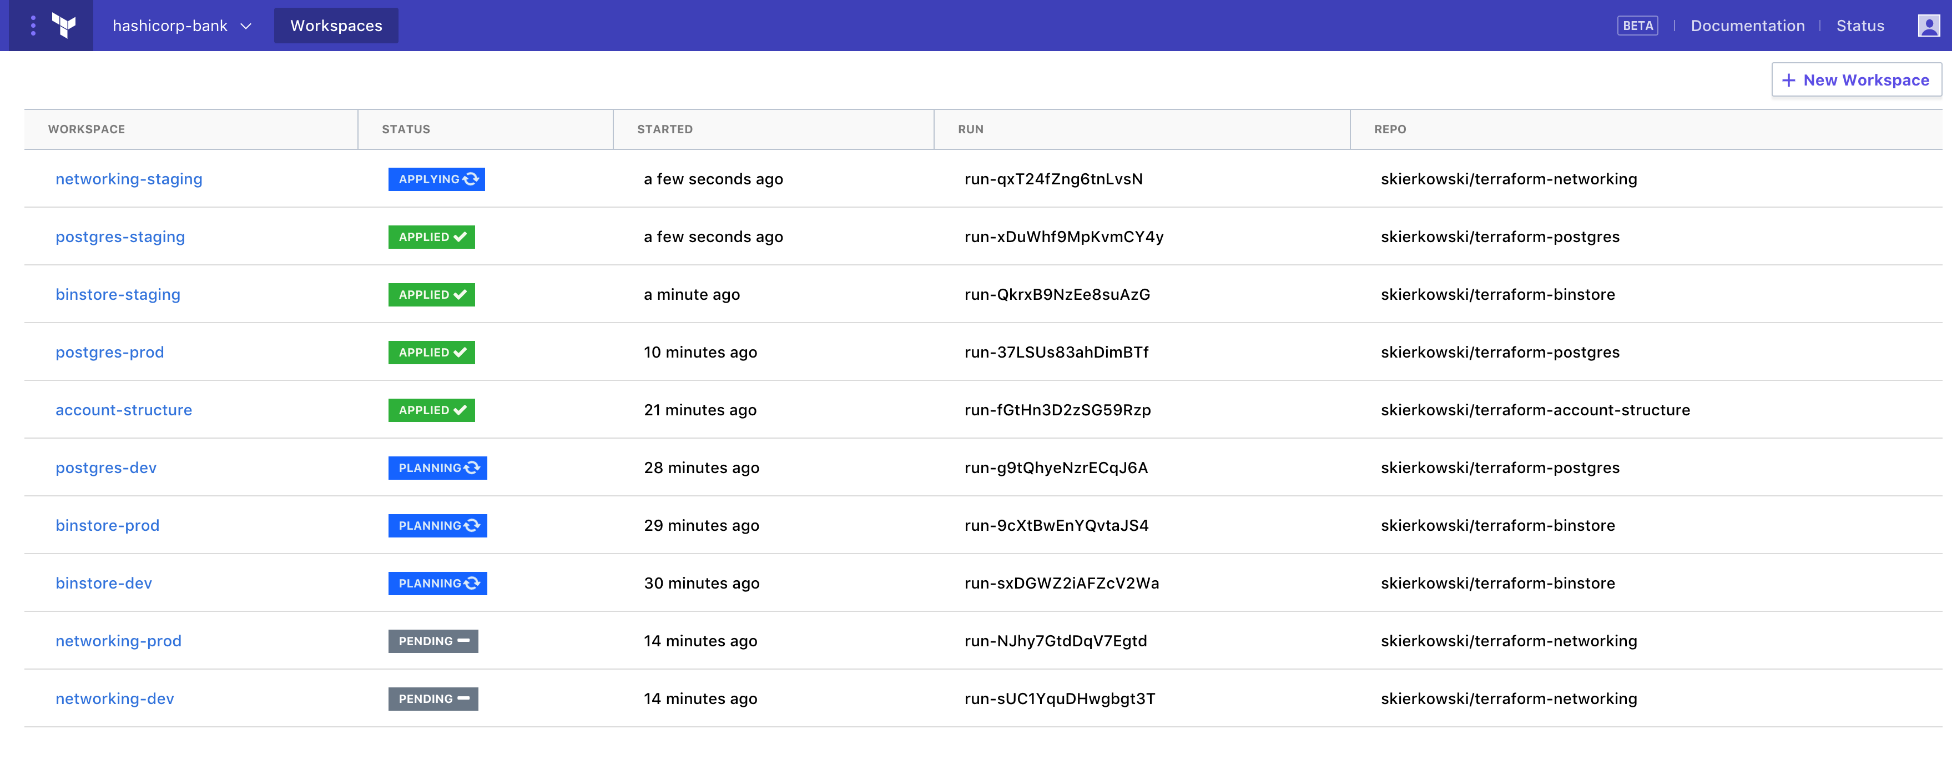 hashicorp-bank Workspaces BETA Documentation Status
+ New Workspace
WORKSPACE STATUS STARTED RUN REPO
networking-staging APPLYING a few seconds ago run-qxT24fZng6tnLvsN skierkowski/terraform-networking
postgres-staging APPLIED a few seconds ago run-xDuWhf9MpKvmCY4y skierkowski/terraform-postgres
binstore-staging APPLIED a minute ago run-QkrxB9NzEe8suAzG skierkowski/terraform-binstore
postgres-prod APPLIED 10 minutes ago run-37LSUs83ahDimBTf skierkowski/terraform-postgres
account-structure APPLIED 21 minutes ago run-fGtHn3D2zSG59Rzp skierkowski/terraform-account-structure
postgres-dev PLANNING 28 minutes ago run-g9tQhyeNzrECqJ6A skierkowski/terraform-postgres
binstore-prod PLANNING 29 minutes ago run-9cXtBwEnYQvtaJS4 skierkowski/terraform-binstore
binstore-dev PLANNING 30 minutes ago run-sxDGWZ2iAFZcV2Wa skierkowski/terraform-binstore
networking-prod PENDING 14 minutes ago run-NJhy7GtdDqV7Egtd skierkowski/terraform-networking
networking-dev PENDING 14 minutes ago run-sUC1YquDHwgbgt3T skierkowski/terraform-networking